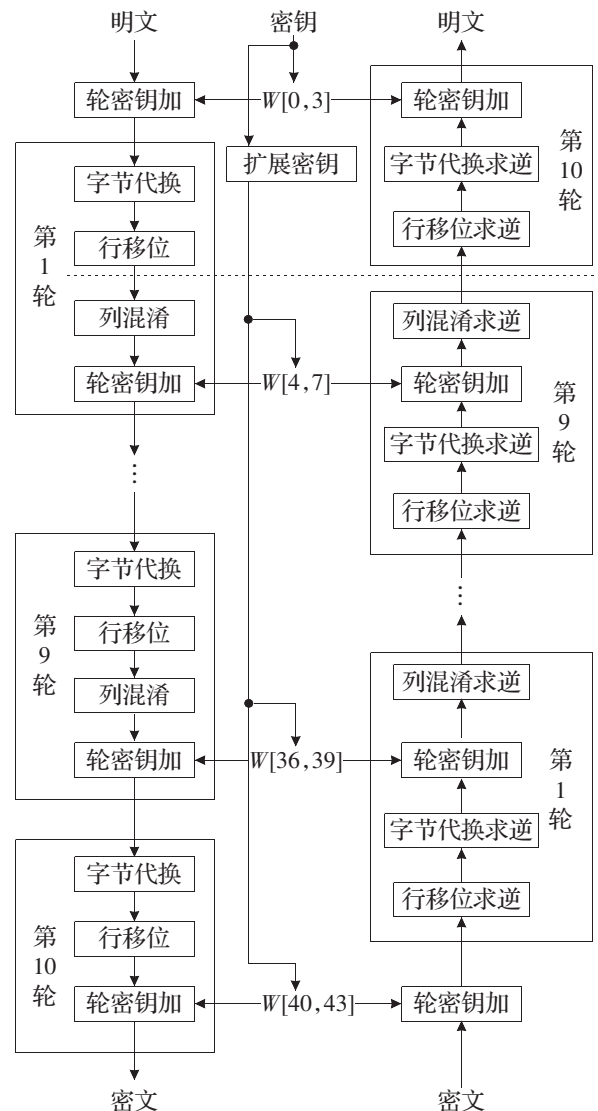 明文
密钥
明文
轮密钥加
W[0,3]
轮密钥加
第1轮
字节代换
扩展密钥
字节代换求逆
第10轮
行移位
行移位求逆
列混淆
列混淆求逆
轮密钥加
W[4,7]
轮密钥加
第9轮
字节代换求逆
…
行移位求逆
字节代换
第9轮
行移位
…
列混淆
列混淆求逆
轮密钥加
W[36,39]
轮密钥加
第1轮
字节代换求逆
字节代换
行移位求逆
第10轮
行移位
轮密钥加
W[40,43]
轮密钥加
密文
密文